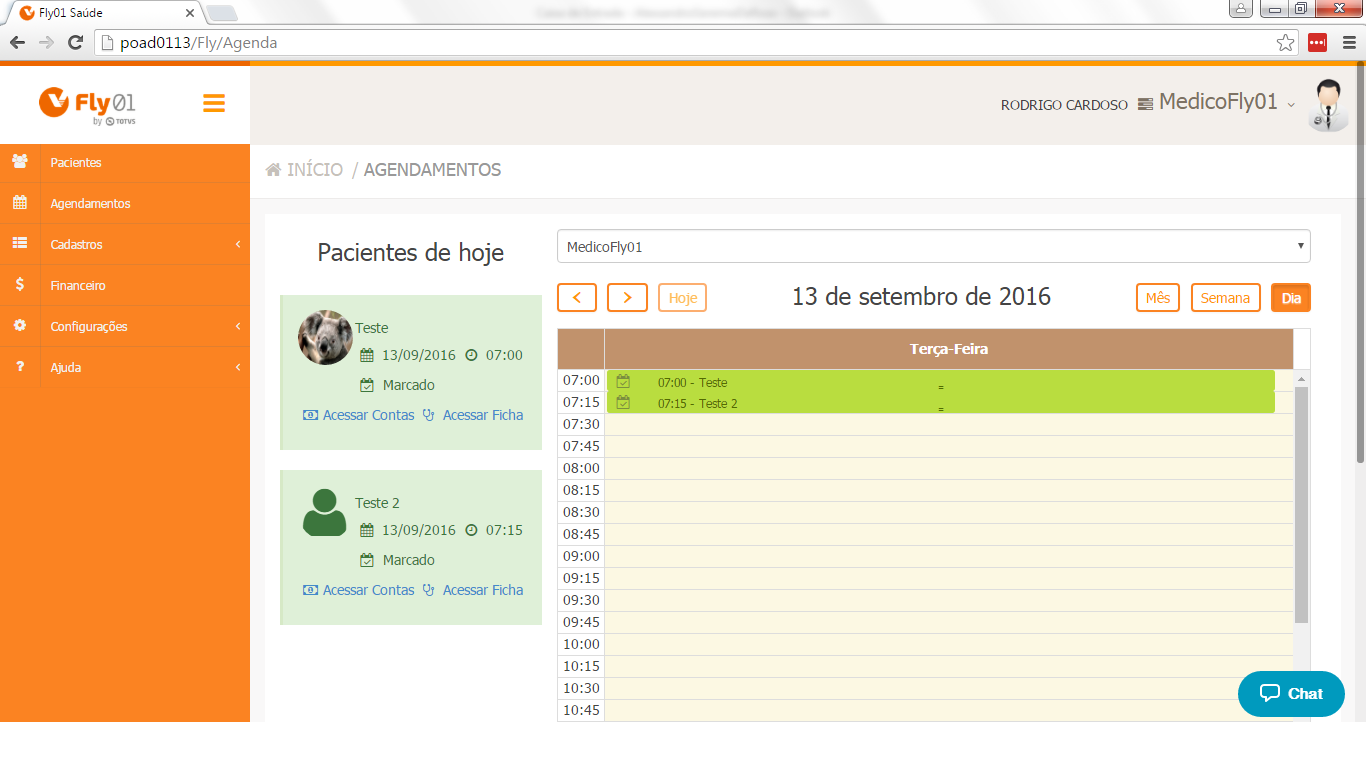 Fly01 Saúde
poad0113/Fly/Agenda
Fly01
by TOTVS
RODRIGO CARDOSO MedicoFly01
Pacientes
Agendamentos
Cadastros
Financeiro
Configurações
Ajuda
INÍCIO / AGENDAMENTOS
Pacientes de hoje
Teste
13/09/2016 07:00
Marcado
Acessar Contas Acessar Ficha
Teste 2
13/09/2016 07:15
Marcado
Acessar Contas Acessar Ficha
MedicoFly01
Hoje
13 de setembro de 2016
Mês Semana Dia
Terça-Feira
07:00 07:00 - Teste =
07:15 07:15 - Teste 2 =
07:30
07:45
08:00
08:15
08:30
08:45
09:00
09:15
09:30
09:45
10:00
10:15
10:30
10:45
Chat